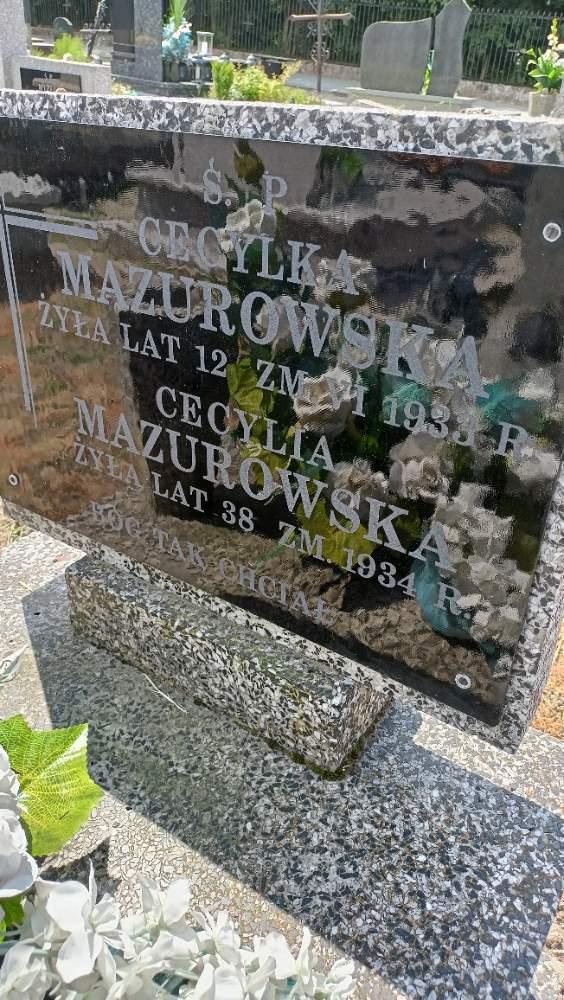 Ś. P
CECYLKA
MAZUROWSKA
ŻYŁA LAT 12 ZM. VI 1933 R.
CECYLIA
MAZUROWSKA
ŻYŁA LAT 38 ZM. 1934 R.
BÓG TAK CHCIAŁ